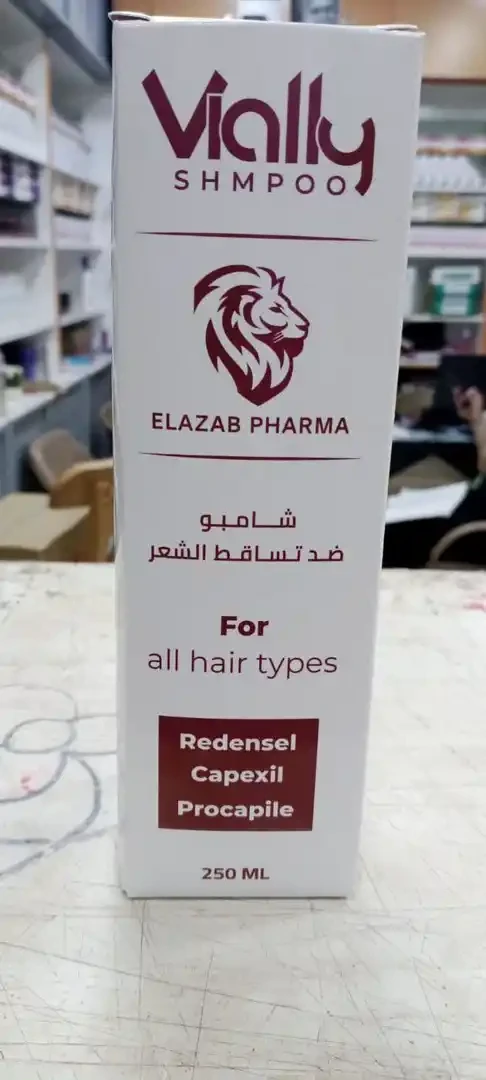 Vially
SHMPOO
ELAZAB PHARMA
شامبو
ضد تساقط الشعر
For
all hair types
Redensel
Capexil
Procapile
250 ML